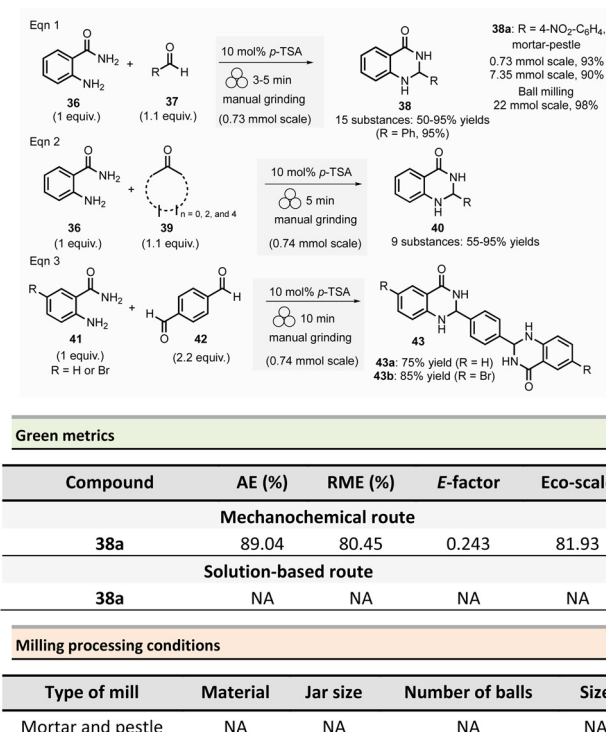 Eqn 1
O
NH2
NH2
36
(1 equiv.)
+
O
R H
37
(1.1 equiv.)
10 mol% p-TSA
3-5 min
manual grinding
(0.73 mmol scale)
O
NH
N
H
R
38
15 substances: 50-95% yields
(R = Ph, 95%)
38a: R = 4-NO2-C6H4,
mortar-pestle
0.73 mmol scale, 93%
7.35 mmol scale, 90%
Ball milling
22 mmol scale, 98%
Eqn 2
O
NH2
NH2
36
(1 equiv.)
+
O
n = 0, 2, and 4
39
(1.1 equiv.)
10 mol% p-TSA
5 min
manual grinding
(0.74 mmol scale)
O
NH
N
H
R
40
9 substances: 55-95% yields
Eqn 3
R
O
NH2
NH2
41
(1 equiv.)
R = H or Br
+
O
H
H
O
42
(2.2 equiv.)
10 mol% p-TSA
10 min
manual grinding
(0.74 mmol scale)
R
O
NH
N
H
H
N
HN
O
R
43
43a: 75% yield (R = H)
43b: 85% yield (R = Br)
Green metrics
Compound AE (%) RME (%) E-factor Eco-scal
Mechanochemical route
38a 89.04 80.45 0.243 81.93
Solution-based route
38a NA NA NA NA
Milling processing conditions
Type of mill Material Jar size Number of balls Size
Mortar and pestle NA NA NA NA